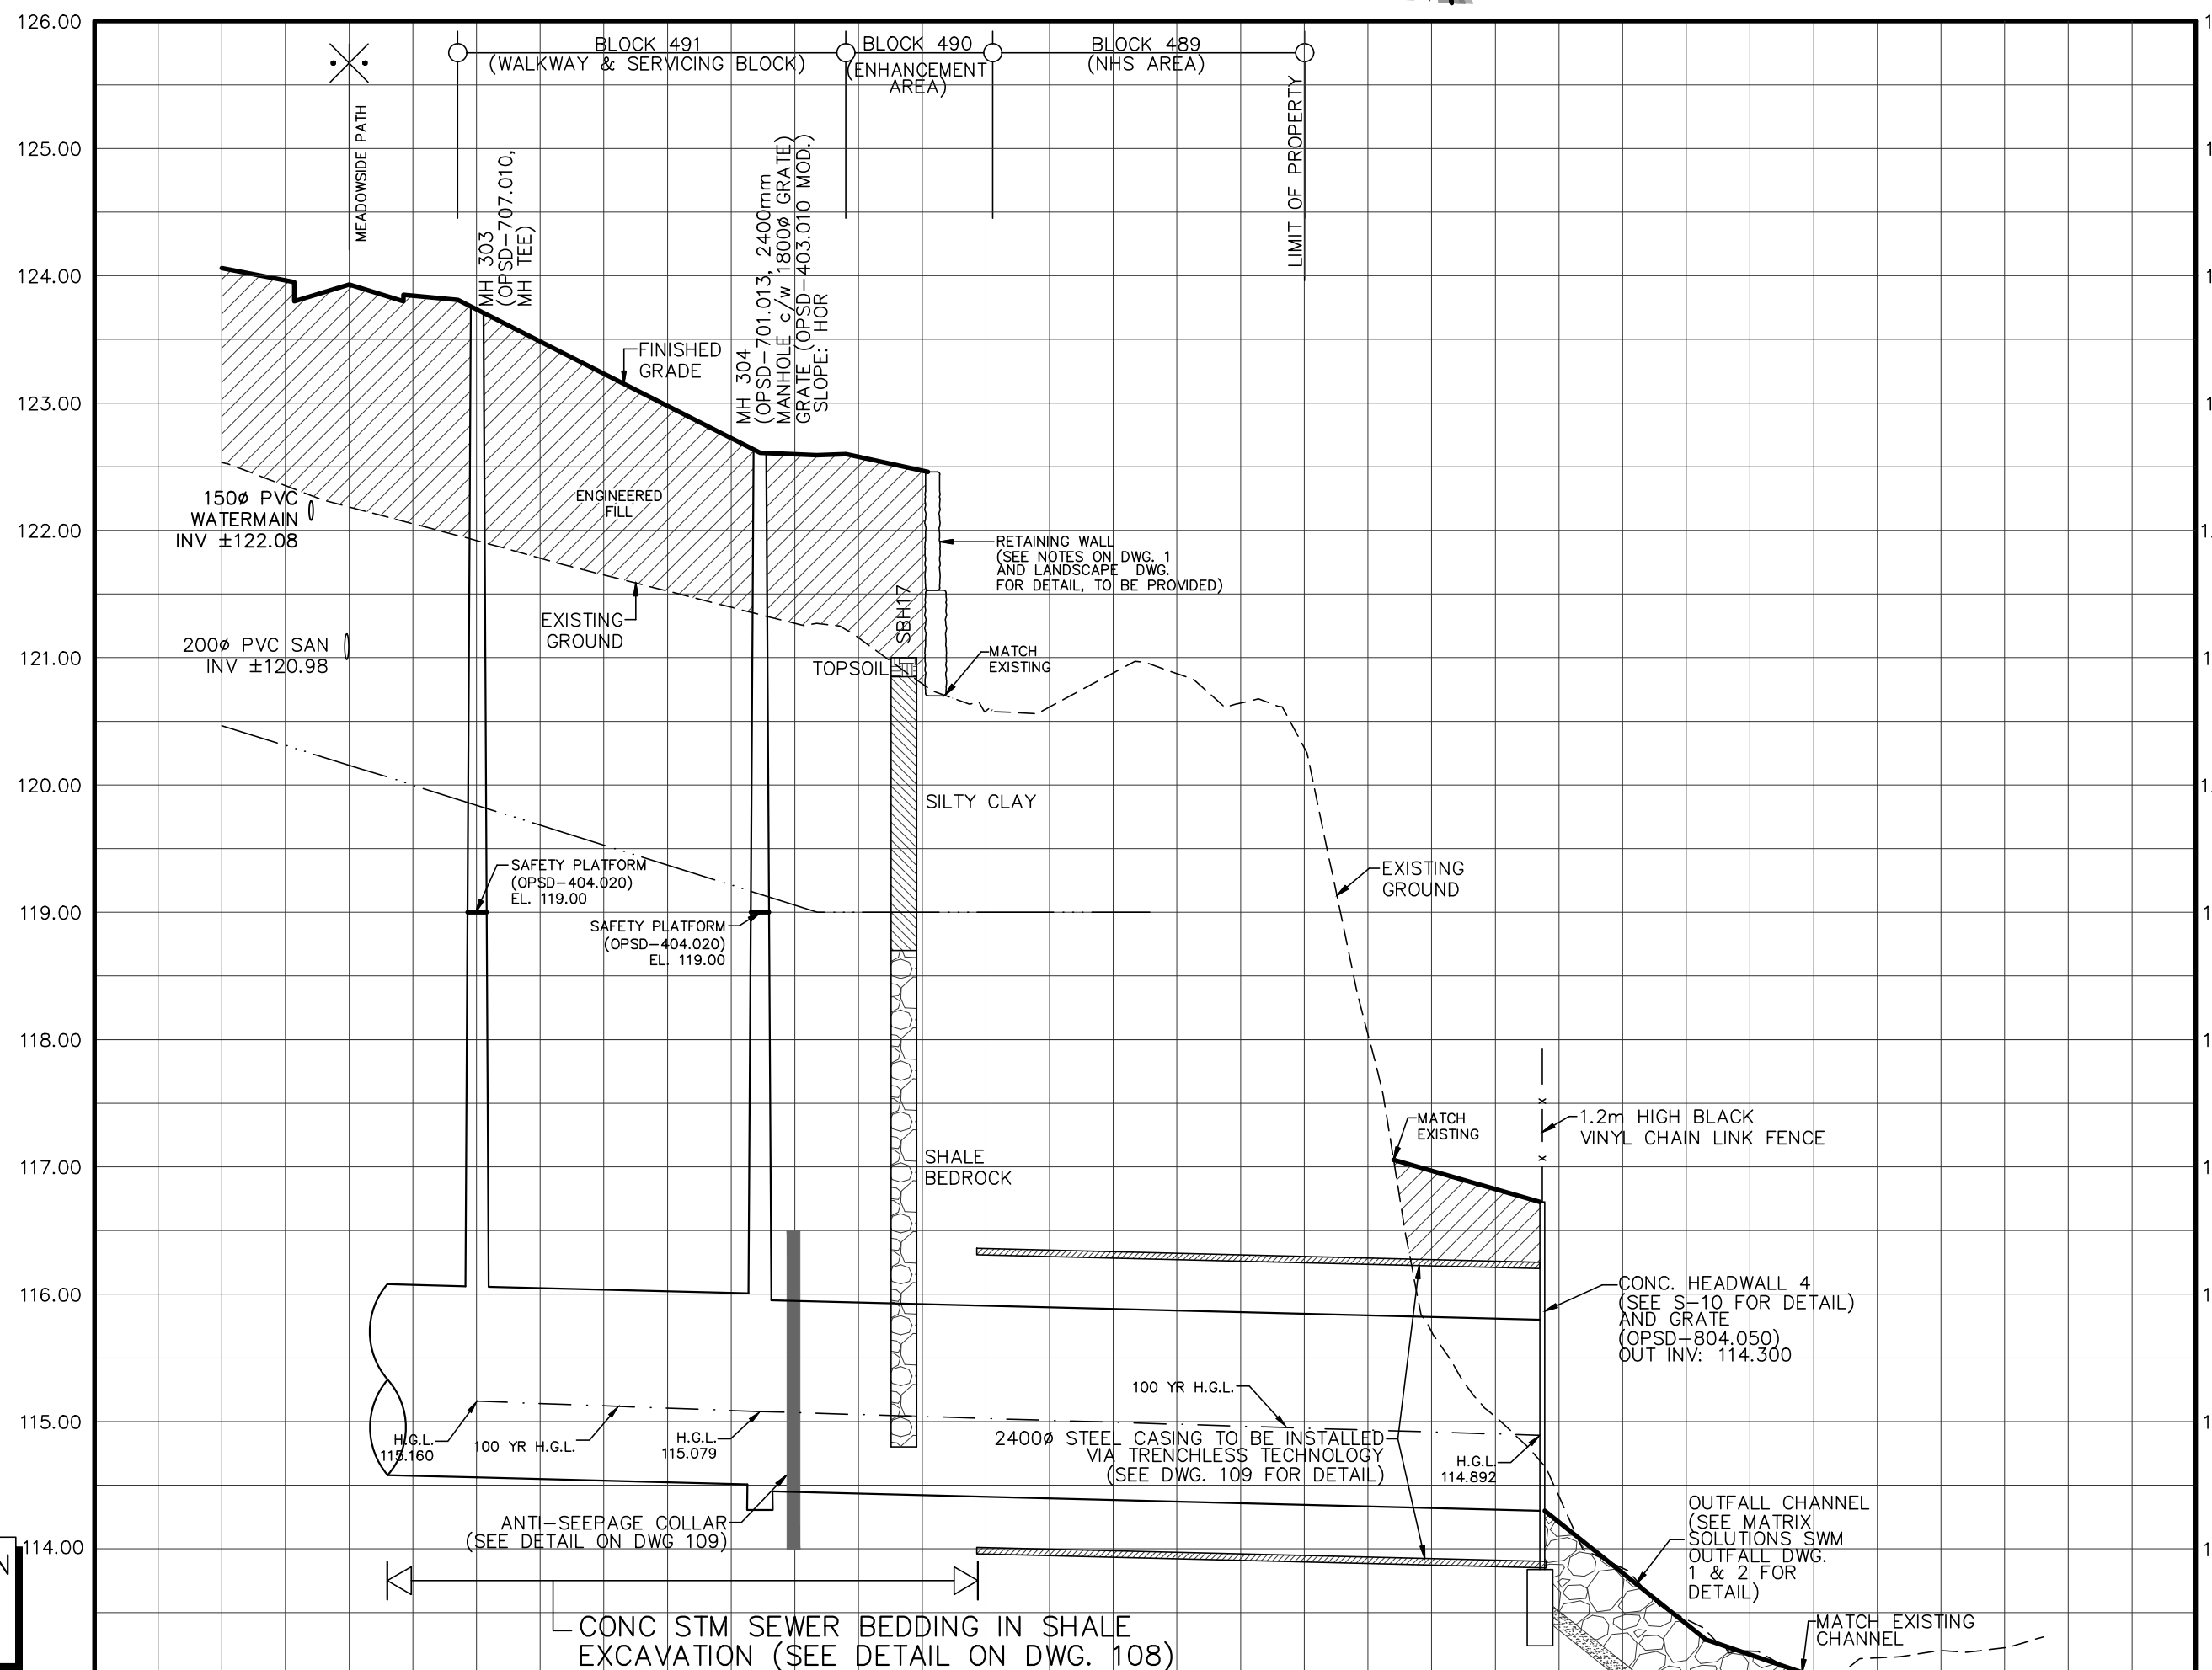 126.00
125.00
124.00
123.00
122.00
121.00
120.00
119.00
118.00
117.00
116.00
115.00
114.00
N
BLOCK 491
(WALKWAY & SERVICING BLOCK)
BLOCK 490
(ENHANCEMENT
AREA)
BLOCK 489
(NHS AREA)
MEADOWSIDE PATH
LIMIT OF PROPERTY
MH 303
(OPSD-707.010,
MH TEE)
MH 304
(OPSD-701.013, 2400mm
MANHOLE c/w 1800ø GRATE)
GRATE (OPSD-403.010 MOD.)
SLOPE: HOR
FINISHED
GRADE
ENGINEERED
FILL
150ø PVC
WATERMAIN
INV ±122.08
RETAINING WALL
(SEE NOTES ON DWG. 1
AND LANDSCAPE DWG.
FOR DETAIL, TO BE PROVIDED)
EXISTING
GROUND
SBH17
200ø PVC SAN
INV ±120.98
TOPSOIL
MATCH
EXISTING
SILTY CLAY
SAFETY PLATFORM
(OPSD-404.020)
EL. 119.00
SAFETY PLATFORM
(OPSD-404.020)
EL. 119.00
EXISTING
GROUND
MATCH
EXISTING
1.2m HIGH BLACK
VINYL CHAIN LINK FENCE
x
x
SHALE
BEDROCK
CONC. HEADWALL 4
(SEE S-10 FOR DETAIL)
AND GRATE
(OPSD-804.050)
OUT INV: 114.300
100 YR H.G.L.
H.G.L.
115.160
100 YR H.G.L.
H.G.L.
115.079
2400ø STEEL CASING TO BE INSTALLED
VIA TRENCHLESS TECHNOLOGY
(SEE DWG. 109 FOR DETAIL)
H.G.L.
114.892
ANTI-SEEPAGE COLLAR
(SEE DETAIL ON DWG 109)
OUTFALL CHANNEL
(SEE MATRIX
SOLUTIONS SWM
OUTFALL DWG.
1 & 2 FOR
DETAIL)
CONC STM SEWER BEDDING IN SHALE
EXCAVATION (SEE DETAIL ON DWG. 108)
MATCH EXISTING
CHANNEL